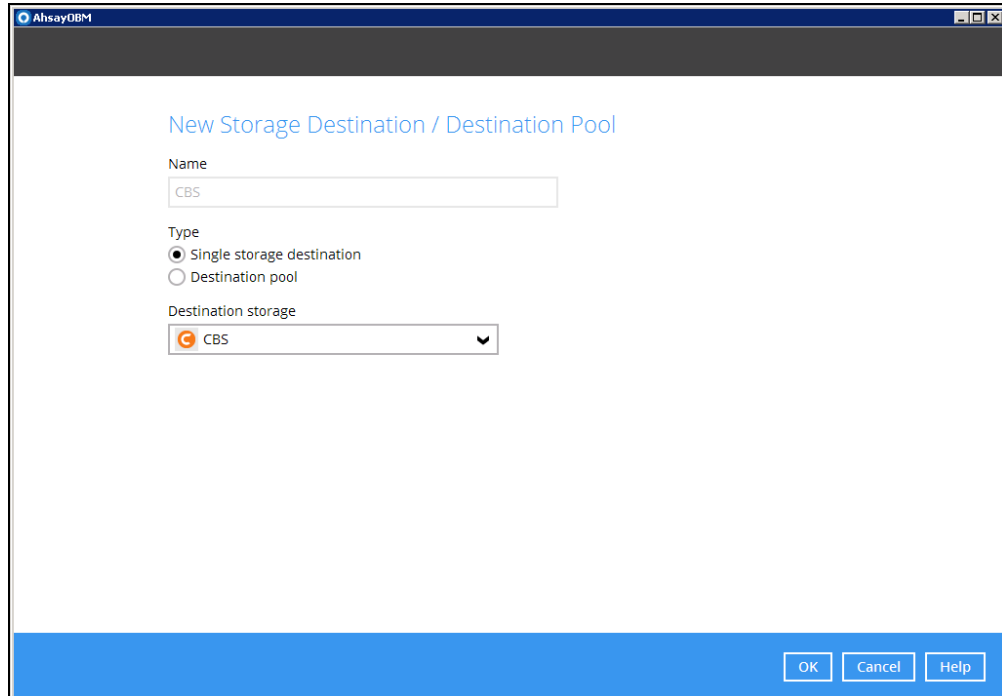 AhsayOBM
New Storage Destination / Destination Pool
Name
CBS
Type
Single storage destination
Destination pool
Destination storage
CBS
OK Cancel Help